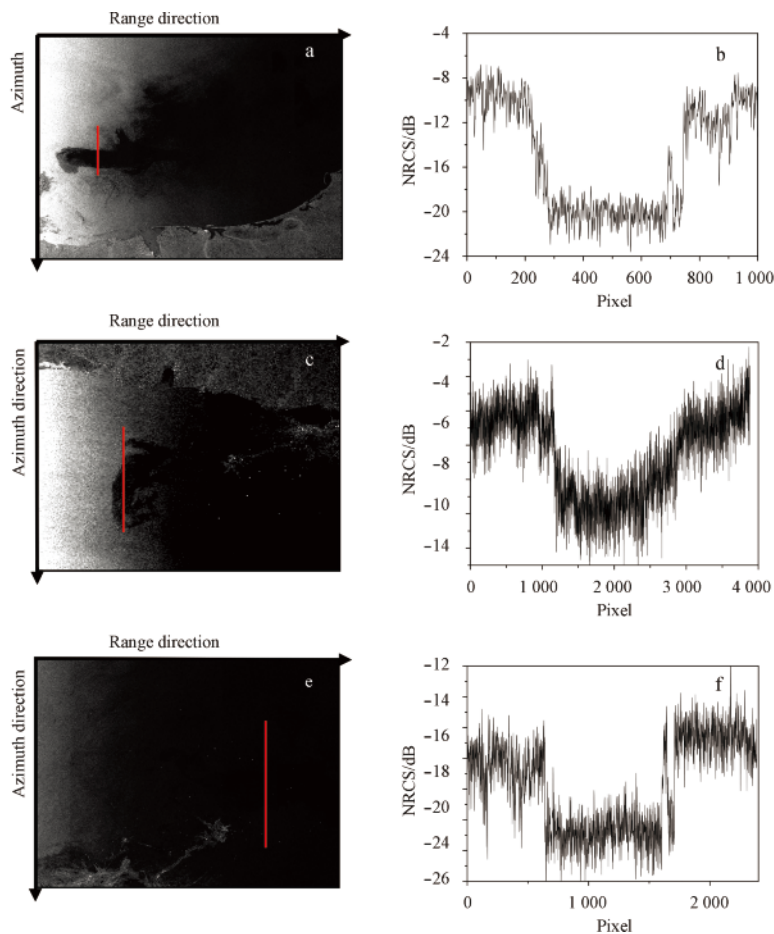 Range direction
a
Azimuth
b
NRCS/dB
-4
-8
-12
-16
-20
-24
0
200
400
600
800
1 000
Pixel
Range direction
c
Azimuth direction
d
NRCS/dB
-2
-4
-6
-8
-10
-14
0
1 000
2 000
3 000
4 000
Pixel
Range direction
e
Azimuth direction
f
NRCS/dB
-12
-16
-18
-20
-24
-26
0
1 000
2 000
Pixel